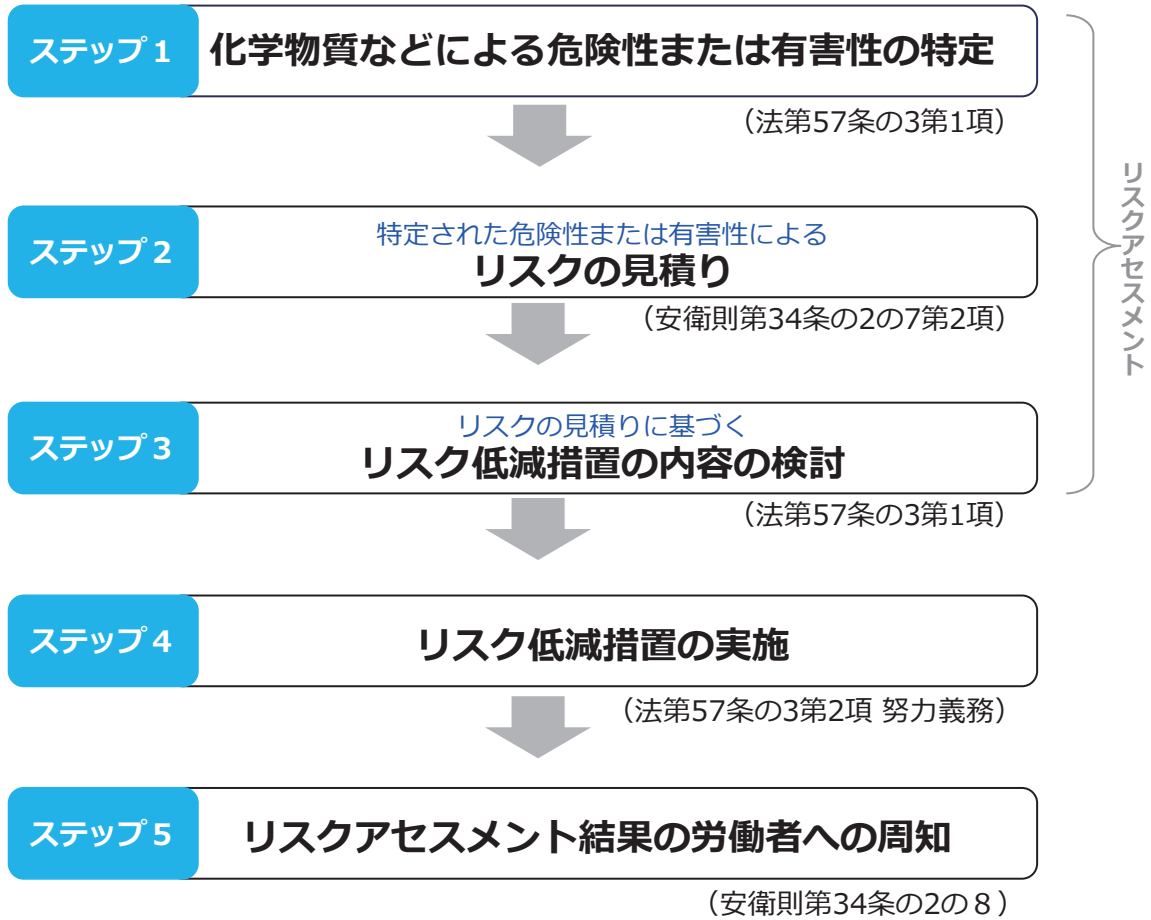 ステップ1
化学物質などによる危険性または有害性の特定
(法第57条の3第1項)
ステップ2
特定された危険性または有害性による
リスクの見積り
(安衛則第34条の2の7第2項)
ステップ3
リスクの見積りに基づく
リスク低減措置の内容の検討
(法第57条の3第1項)
リスクアセスメント
ステップ4
リスク低減措置の実施
(法第57条の3第2項 努力義務)
ステップ5
リスクアセスメント結果の労働者への周知
(安衛則第34条の2の8)